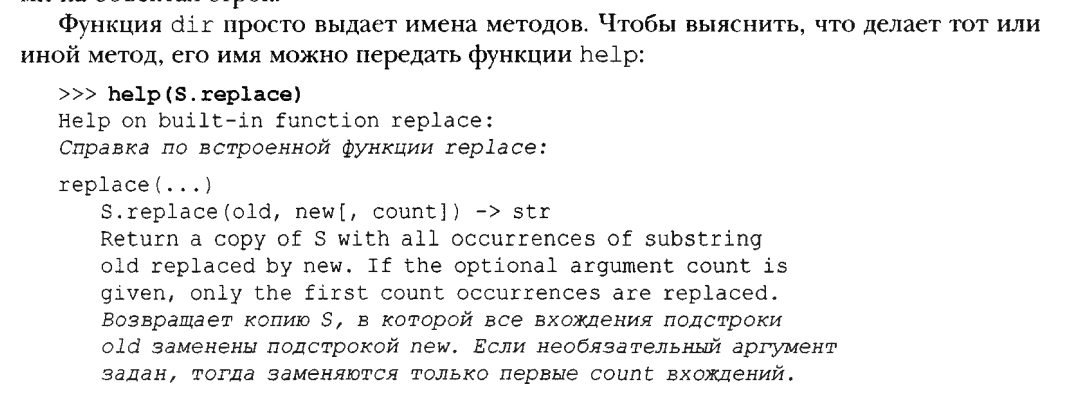 Функция dir просто выдает имена методов. Чтобы выяснить, что делает тот или
иной метод, его имя можно передать функции help:
>>> help(S.replace)
Help on built-in function replace:
Справка по встроенной функции replace:
replace(...)
S.replace(old, new[, count]) -> str
Return a copy of S with all occurrences of substring
old replaced by new. If the optional argument count is
given, only the first count occurrences are replaced.
Возвращает копию S, в которой все вхождения подстроки
old заменены подстрокой new. Если необязательный аргумент
задан, тогда заменяются только первые count вхождений.